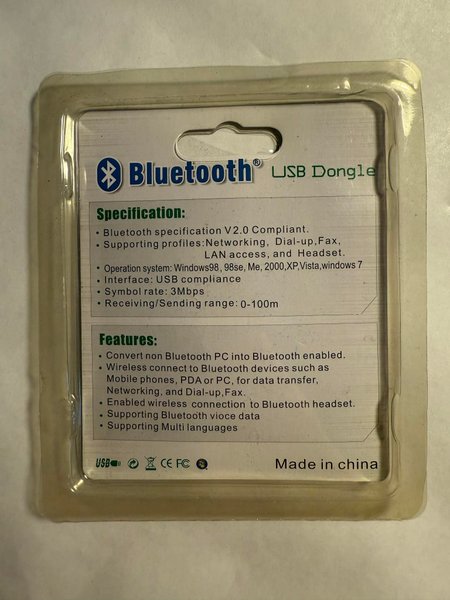 Bluetooth® USB Dongle
Specification:
• Bluetooth specification V2.0 Compliant.
• Supporting profiles:Networking, Dial-up,Fax,
LAN access, and Headset.
• Operation system: Windows98, 98se, Me, 2000,XP,Vista,windows 7
• Interface: USB compliance
• Symbol rate: 3Mbps
• Receiving/Sending range: 0-100m
Features:
• Convert non Bluetooth PC into Bluetooth enabled.
• Wireless connect to Bluetooth devices such as
Mobile phones, PDA or PC, for data transfer,
Networking, and Dial-up,Fax.
• Enabled wireless connection to Bluetooth headset.
• Supporting Bluetooth vioce data
• Supporting Multi languages
USB CE FC Made in china